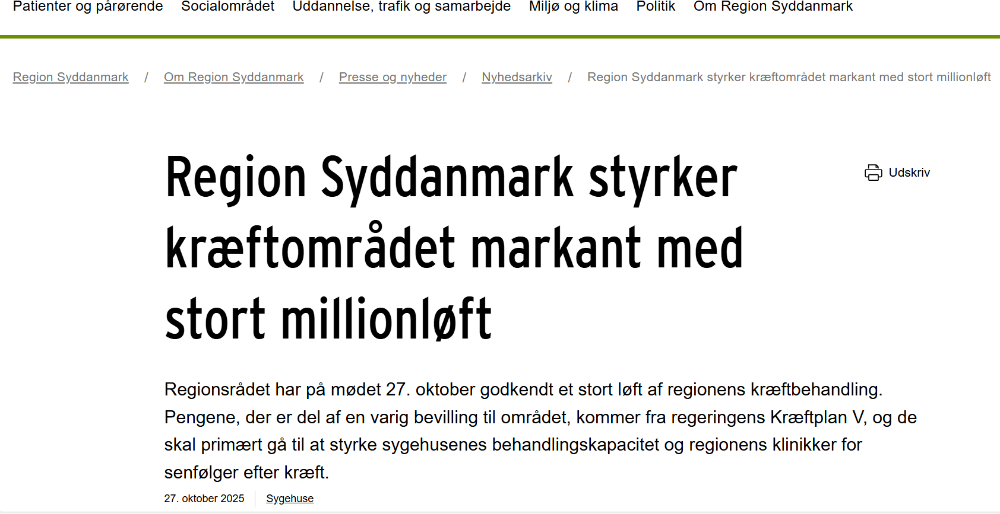 Patienter og pårørende Socialområdet Uddannelse, trafik og samarbejde Miljø og klima Politik Om Region Syddanmark
Region Syddanmark / Om Region Syddanmark / Presse og nyheder / Nyhedsarkiv / Region Syddanmark styrker kræftområdet markant med stort millionløft
Region Syddanmark styrker
Udskriv
kræftområdet markant med
stort millionløft
Regionsrådet har på mødet 27. oktober godkendt et stort løft af regionens kræftbehandling.
Pengene, der er del af en varig bevilling til området, kommer fra regeringens Kræftplan V, og de
skal primært gå til at styrke sygehusenes behandlingskapacitet og regionens klinikker for
senfølger efter kræft.
27. oktober 2025 Sygehuse